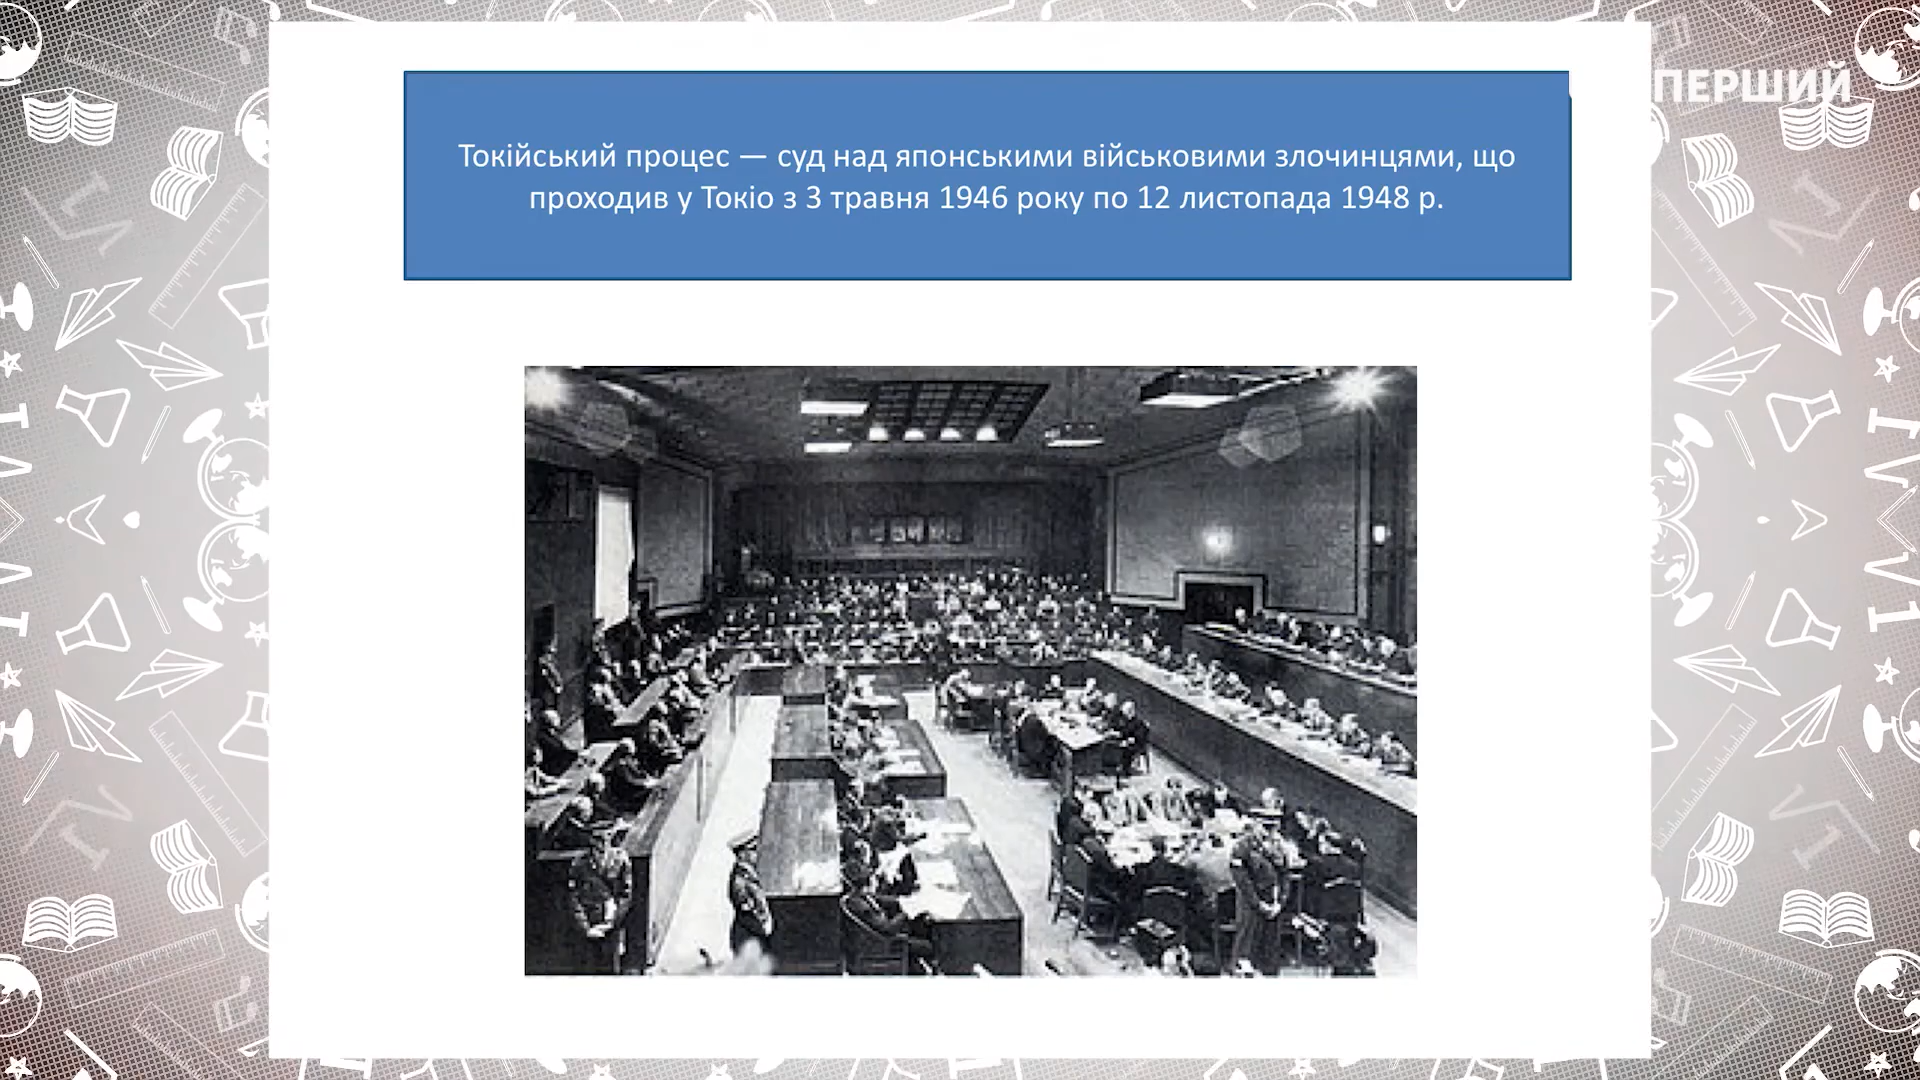 ПЕРШИЙ
Токійський процес — суд над японськими військовими злочинцями, що
проходив у Токіо з 3 травня 1946 року по 12 листопада 1948 р.